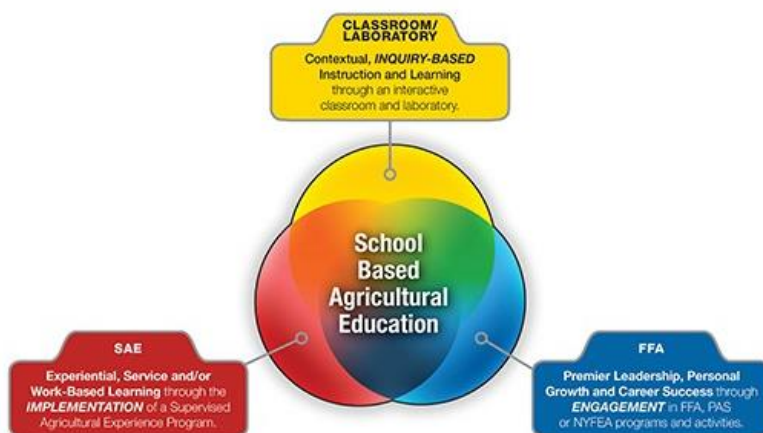 CLASSROOM/
LABORATORY
Contextual, INQUIRY-BASED
Instruction and Learning
through an interactive
classroom and laboratory.
School
Based
Agricultural
Education
SAE
Experiential, Service and/or
Work-Based Learning through the
IMPLEMENTATION of a Supervised
Agricultural Experience Program.
FFA
Premier Leadership, Personal
Growth and Career Success through
ENGAGEMENT in FFA, PAS
or NYFEA programs and activities.